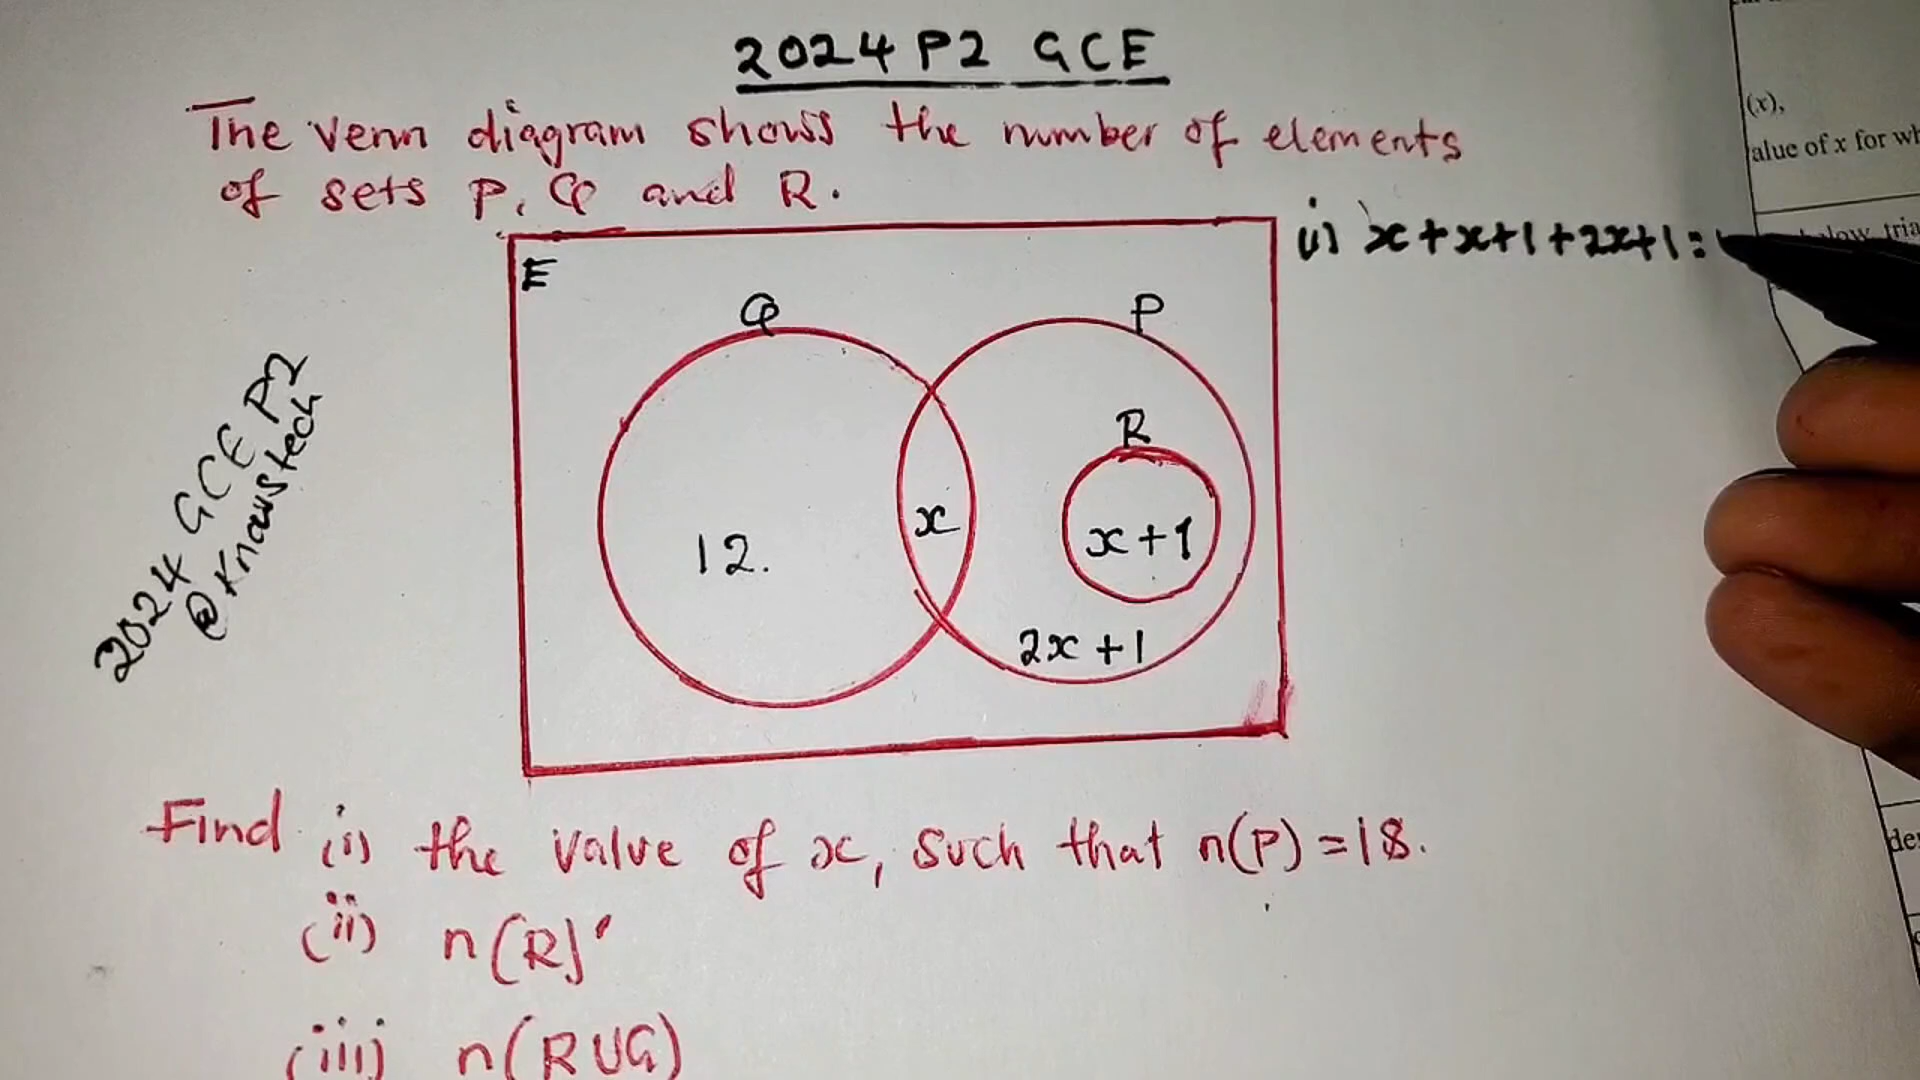 2024 P2 GCE
The venn diagram shows the number of elements
of sets P, Q and R.
(i) x+x+1+2x+1=
E
Q
P
R
12.
x
x+1
2x+1
2024 GCE P2
@Knowstech
Find (i) the value of x, such that n(P)=18.
(ii) n(R)'
(iii) n(RUQ)
(x),
alue of x for wh